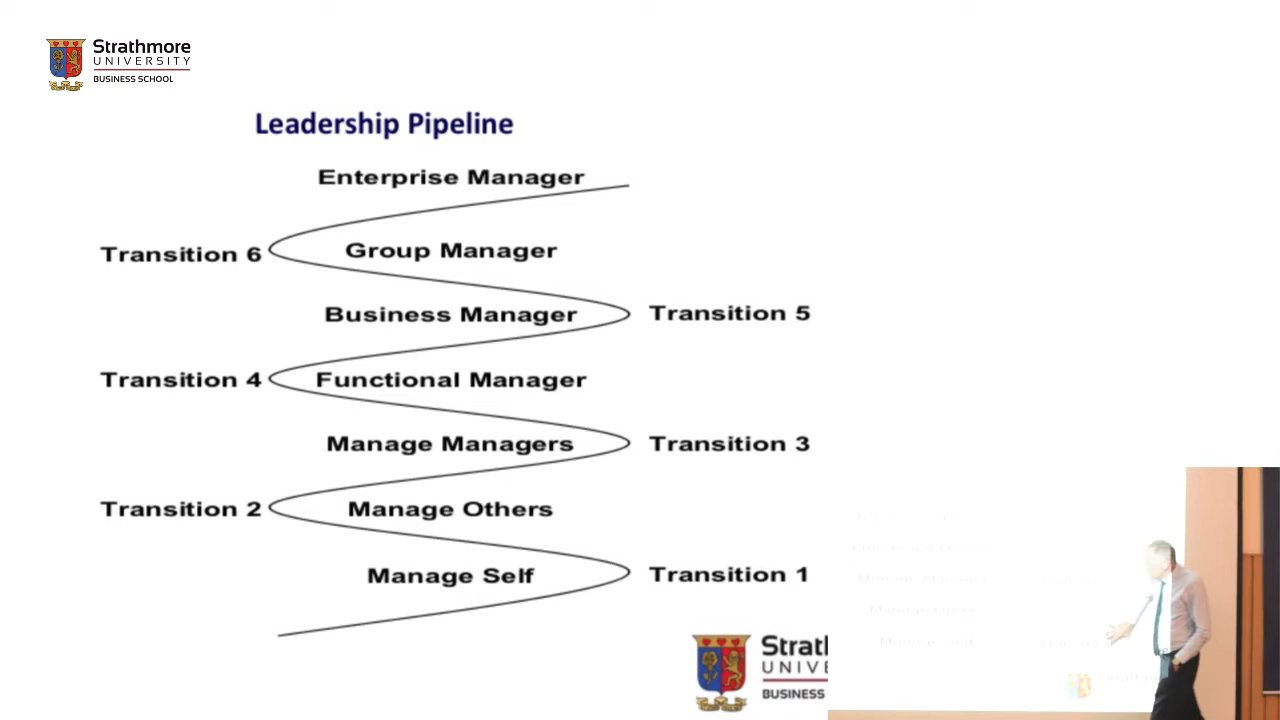 Strathmore
UNIVERSITY
BUSINESS SCHOOL
Leadership Pipeline
Enterprise Manager
Transition 6 Group Manager
Business Manager Transition 5
Transition 4 Functional Manager
Manage Managers Transition 3
Transition 2 Manage Others
Manage Self Transition 1
Strath
UNIVE
BUSINESS